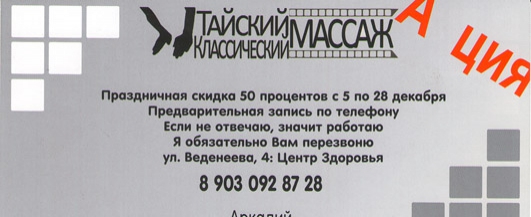 ТАЙСКИЙ
КЛАССИЧЕСКИЙ МАССАЖ
А ЦИЯ
Праздничная скидка 50 процентов с 5 по 28 декабря
Предварительная запись по телефону
Если не отвечаю, значит работаю
Я обязательно Вам перезвоню
ул. Веденеева, 4: Центр Здоровья
8 903 092 87 28
Аркадий